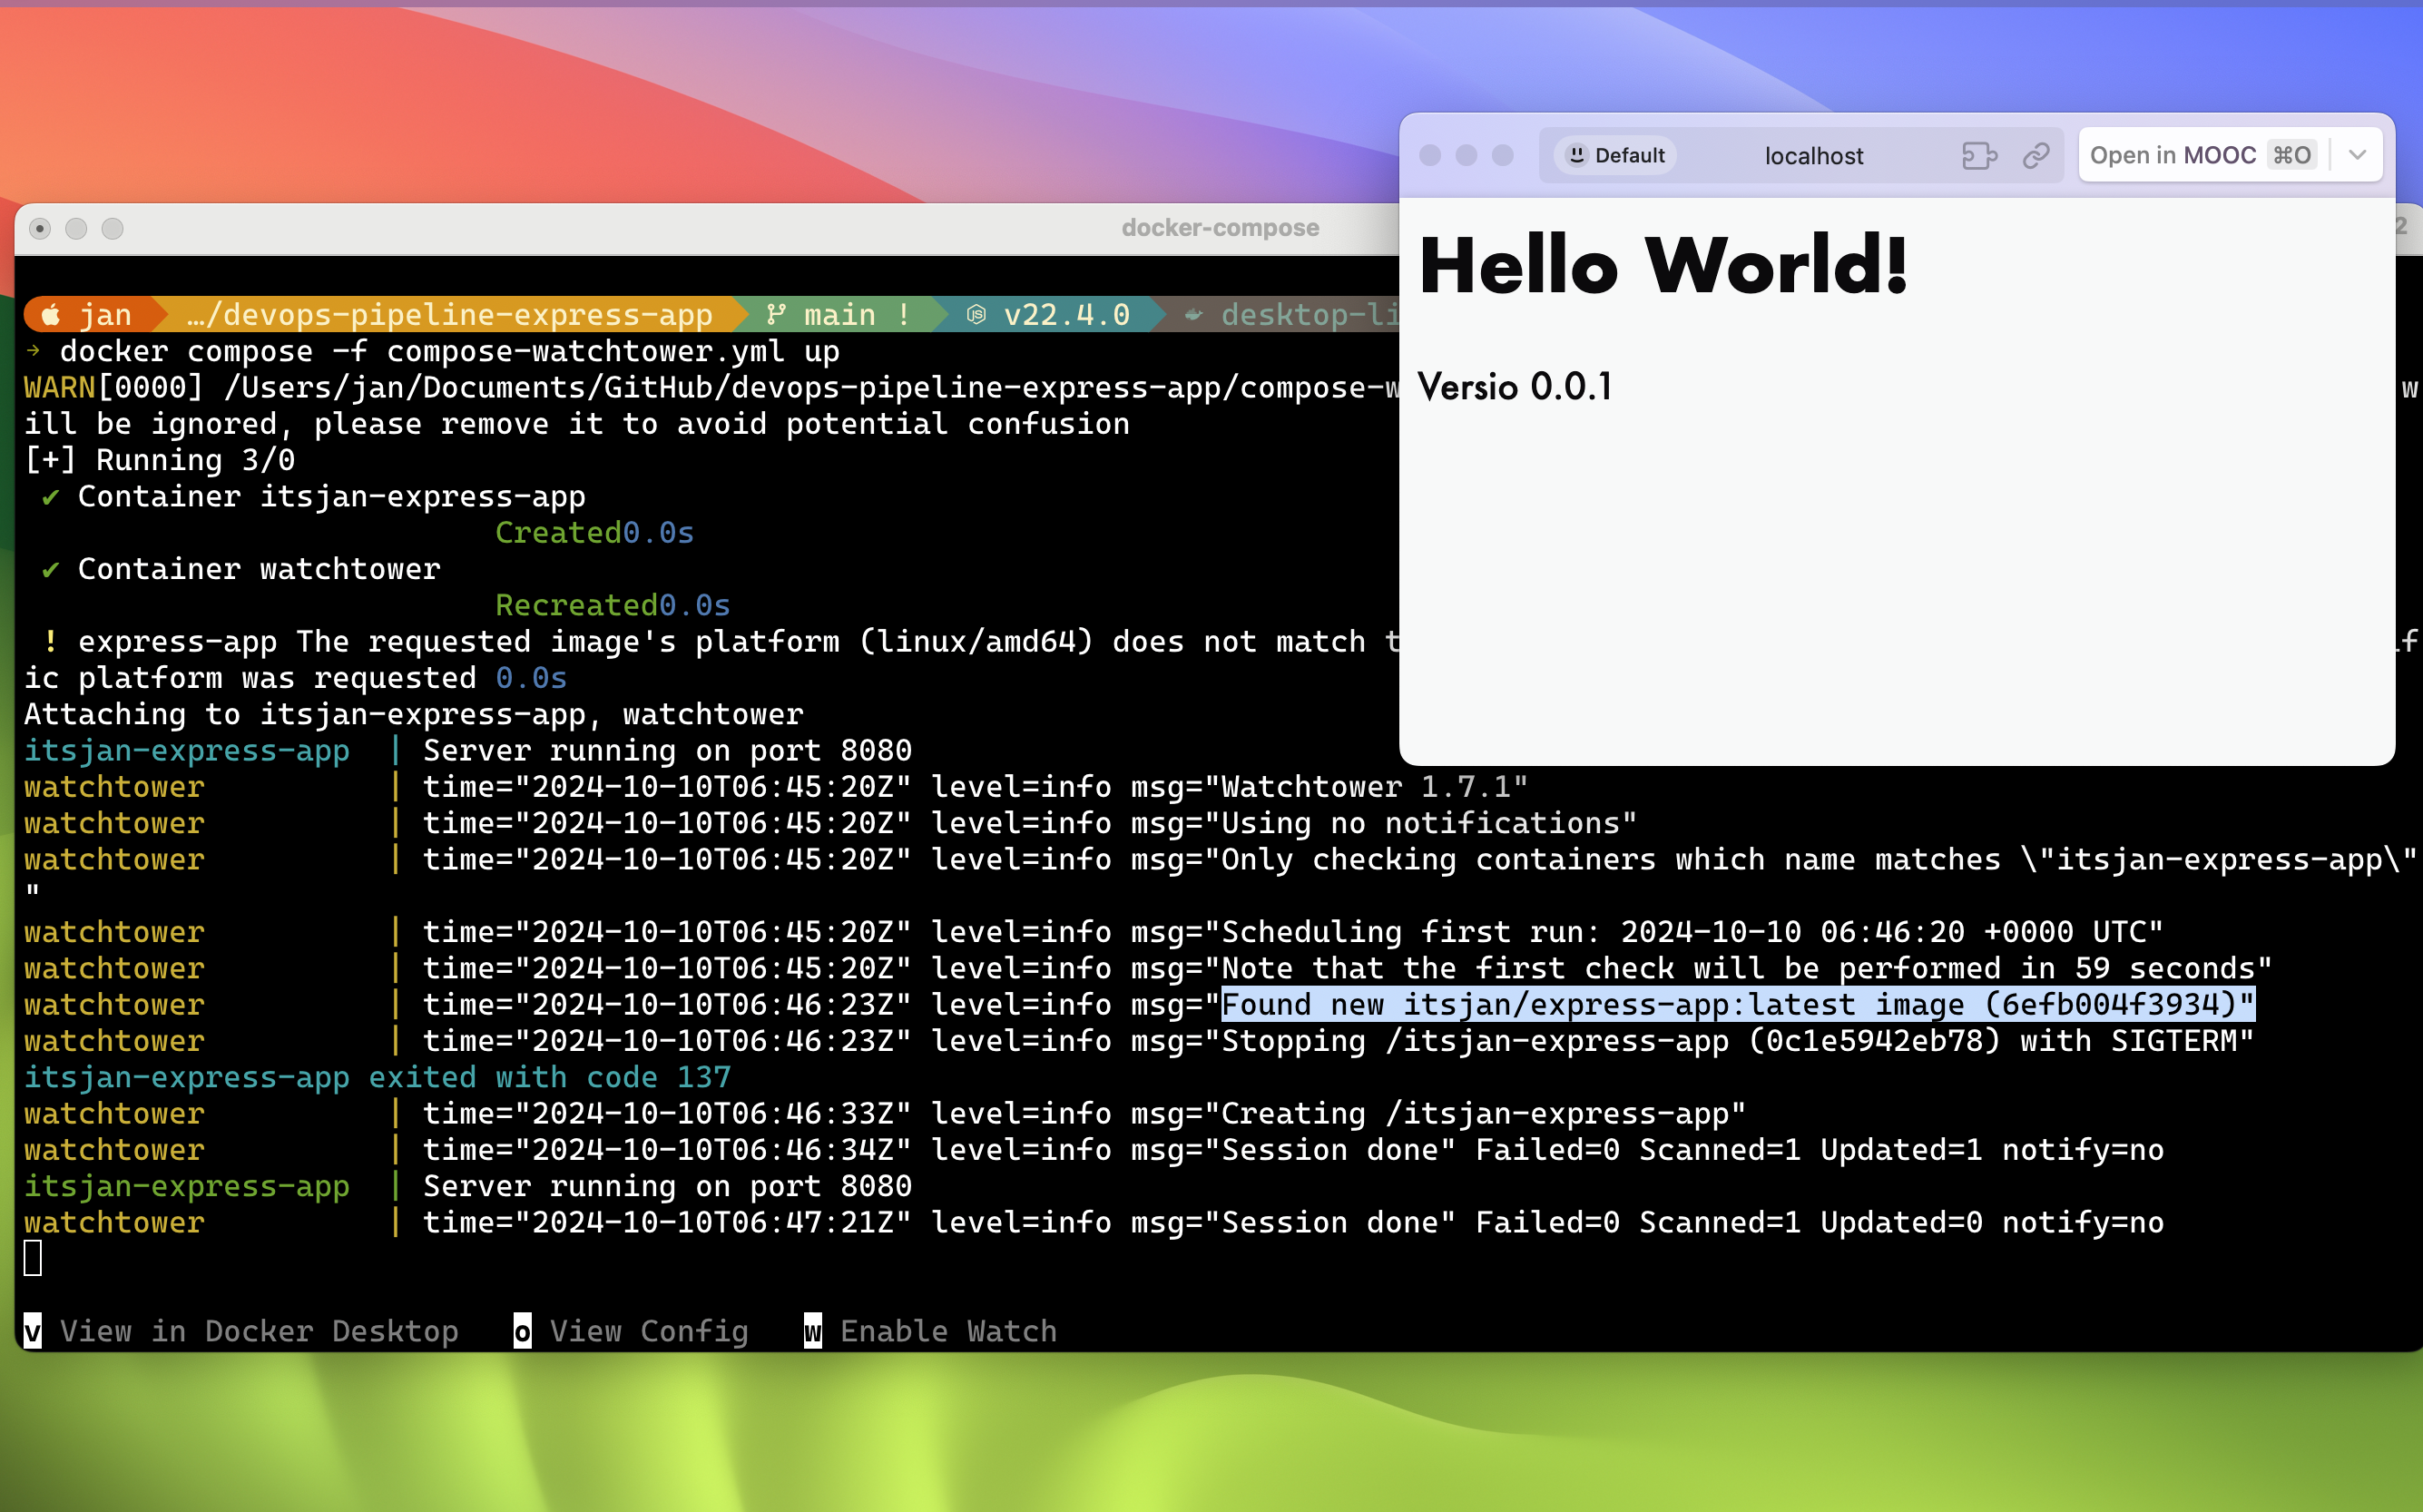 Default
localhost
Open in MOOC ⌘O
docker-compose
2
Hello World!
Versio 0.0.1
jan …/devops-pipeline-express-app main ! v22.4.0 desktop-li
→ docker compose -f compose-watchtower.yml up
WARN[0000] /Users/jan/Documents/GitHub/devops-pipeline-express-app/compose-w w
ill be ignored, please remove it to avoid potential confusion
[+] Running 3/0
✔ Container itsjan-express-app
Created0.0s
✔ Container watchtower
Recreated0.0s
! express-app The requested image's platform (linux/amd64) does not match t if
ic platform was requested 0.0s
Attaching to itsjan-express-app, watchtower
itsjan-express-app | Server running on port 8080
watchtower | time="2024-10-10T06:45:20Z" level=info msg="Watchtower 1.7.1"
watchtower | time="2024-10-10T06:45:20Z" level=info msg="Using no notifications"
watchtower | time="2024-10-10T06:45:20Z" level=info msg="Only checking containers which name matches \"itsjan-express-app\"
"
watchtower | time="2024-10-10T06:45:20Z" level=info msg="Scheduling first run: 2024-10-10 06:46:20 +0000 UTC"
watchtower | time="2024-10-10T06:45:20Z" level=info msg="Note that the first check will be performed in 59 seconds"
watchtower | time="2024-10-10T06:46:23Z" level=info msg="Found new itsjan/express-app:latest image (6efb004f3934)"
watchtower | time="2024-10-10T06:46:23Z" level=info msg="Stopping /itsjan-express-app (0c1e5942eb78) with SIGTERM"
itsjan-express-app exited with code 137
watchtower | time="2024-10-10T06:46:33Z" level=info msg="Creating /itsjan-express-app"
watchtower | time="2024-10-10T06:46:34Z" level=info msg="Session done" Failed=0 Scanned=1 Updated=1 notify=no
itsjan-express-app | Server running on port 8080
watchtower | time="2024-10-10T06:47:21Z" level=info msg="Session done" Failed=0 Scanned=1 Updated=0 notify=no
v View in Docker Desktop o View Config w Enable Watch